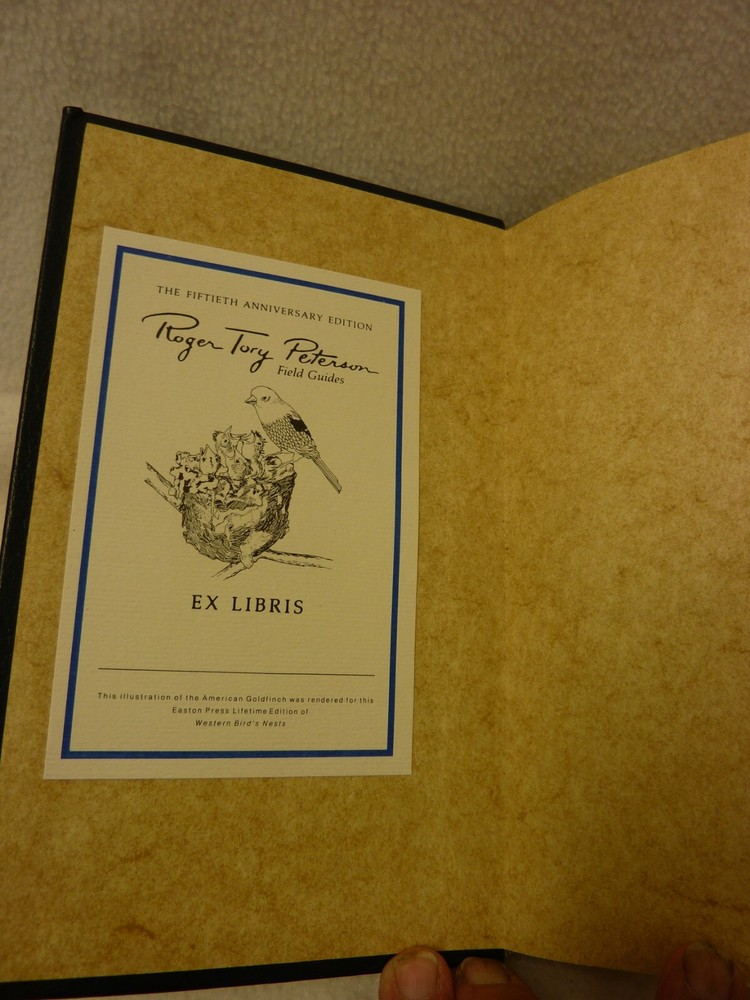 THE FIFTIETH ANNIVERSARY EDITION
Roger Tory Peterson
Field Guides
EX LIBRIS
This illustration of the American Goldfinch was rendered for this
Easton Press Lifetime Edition of
Western Bird's Nests